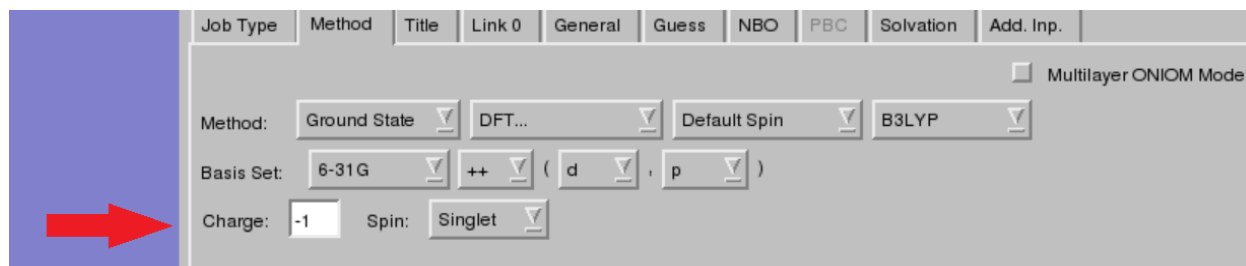 Job Type Method Title Link 0 General Guess NBO PBC Solvation Add. Inp.
Multilayer ONIOM Mode
Method: Ground State DFT... Default Spin B3LYP
Basis Set: 6-31G ++ ( d , p )
Charge: -1 Spin: Singlet